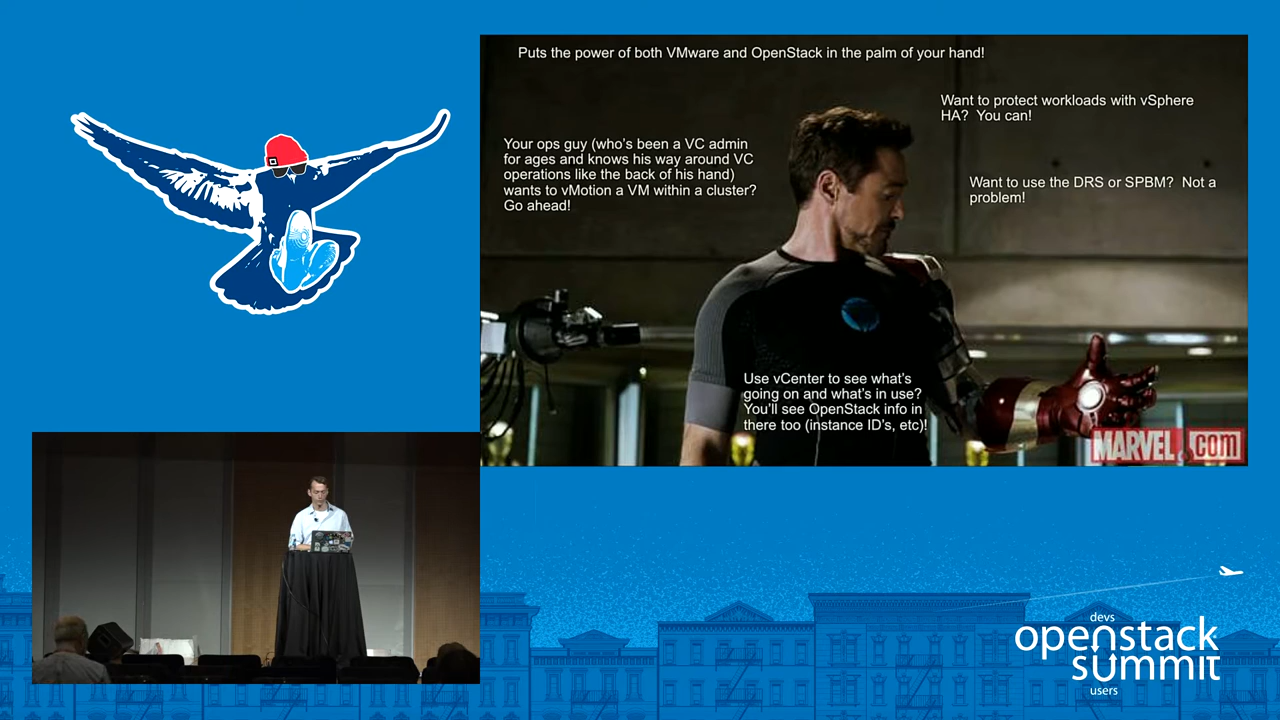 Puts the power of both VMware and OpenStack in the palm of your hand!
Want to protect workloads with vSphere
HA? You can!
Your ops guy (who's been a VC admin
for ages and knows his way around VC
operations like the back of his hand)
wants to vMotion a VM within a cluster?
Go ahead!
Want to use the DRS or SPBM? Not a
problem!
Use vCenter to see what's
going on and what's in use?
You'll see OpenStack info in
there too (instance ID's, etc)!
MARVEL.com
devs
openstack
summit
users